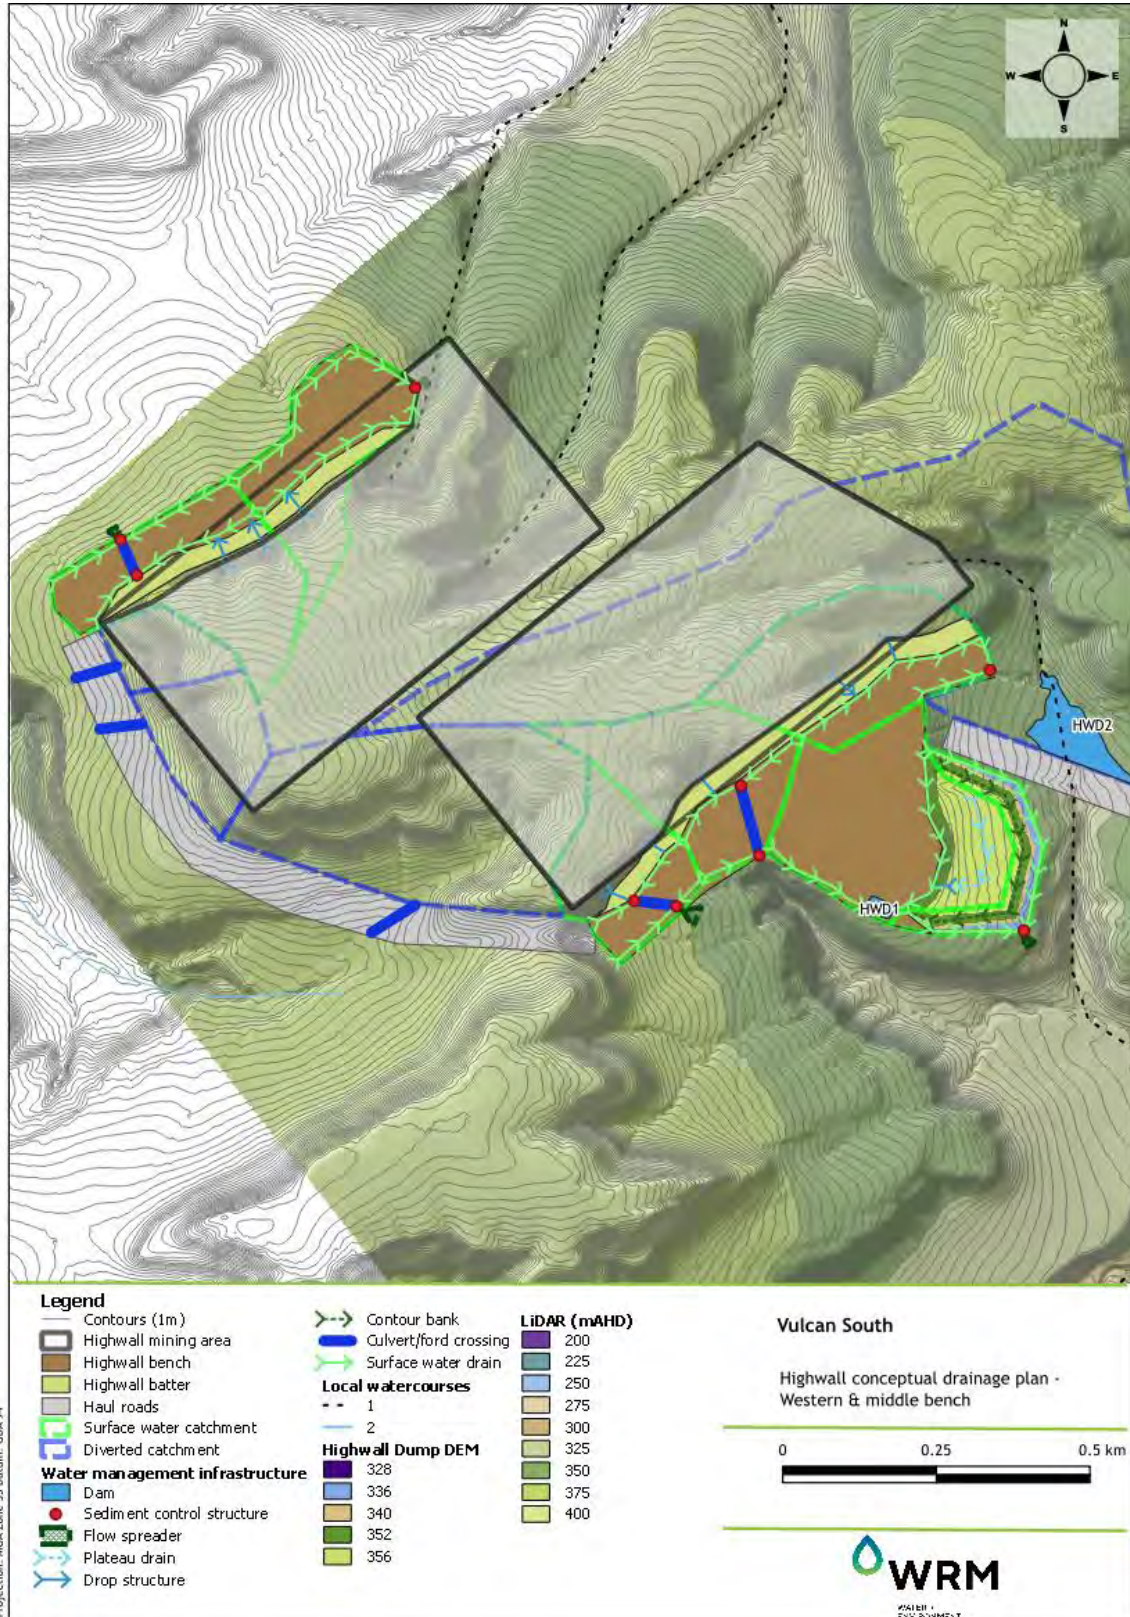 N
W
E
S
HWD2
HWD1
Legend
Contours (1m)
Highwall mining area
Highwall bench
Highwall batter
Haul roads
Surface water catchment
Diverted catchment
Water management infrastructure
Dam
Sediment control structure
Flow spreader
Plateau drain
Drop structure
Contour bank
Culvert/ford crossing
Surface water drain
Local watercourses
1
2
Highwall Dump DEM
328
336
340
352
356
LiDAR (mAHD)
200
225
250
275
300
325
350
375
400
Vulcan South
Highwall conceptual drainage plan -
Western & middle bench
0 0.25 0.5 km
WRM
WATER +
ENVIRONMENT